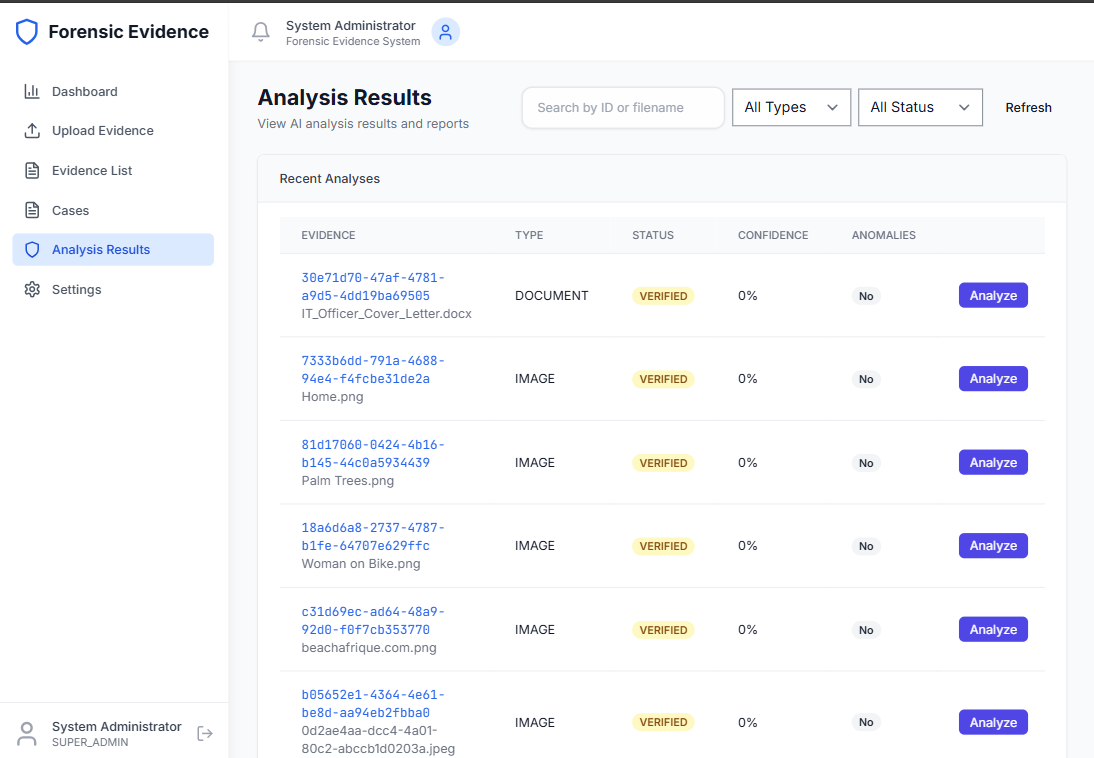 Forensic Evidence
System Administrator
Forensic Evidence System
Dashboard
Upload Evidence
Evidence List
Cases
Analysis Results
Settings
Analysis Results
View AI analysis results and reports
Search by ID or filename
All Types
All Status
Refresh
Recent Analyses
EVIDENCE TYPE STATUS CONFIDENCE ANOMALIES
30e71d70-47af-4781-
a9d5-4dd19ba69505
IT_Officer_Cover_Letter.docx
DOCUMENT VERIFIED 0% No Analyze
7333b6dd-791a-4688-
94e4-f4fcbe31de2a
Home.png
IMAGE VERIFIED 0% No Analyze
81d17060-0424-4b16-
b145-44c0a5934439
Palm Trees.png
IMAGE VERIFIED 0% No Analyze
18a6d6a8-2737-4787-
b1fe-64707e629ffc
Woman on Bike.png
IMAGE VERIFIED 0% No Analyze
c31d69ec-ad64-48a9-
92d0-f0f7cb353770
beachafrique.com.png
IMAGE VERIFIED 0% No Analyze
b05652e1-4364-4e61-
be8d-aa94eb2fbba0
0d2ae4aa-dcc4-4a01-
80c2-abccb1d0203a.jpeg
IMAGE VERIFIED 0% No Analyze
System Administrator
SUPER_ADMIN